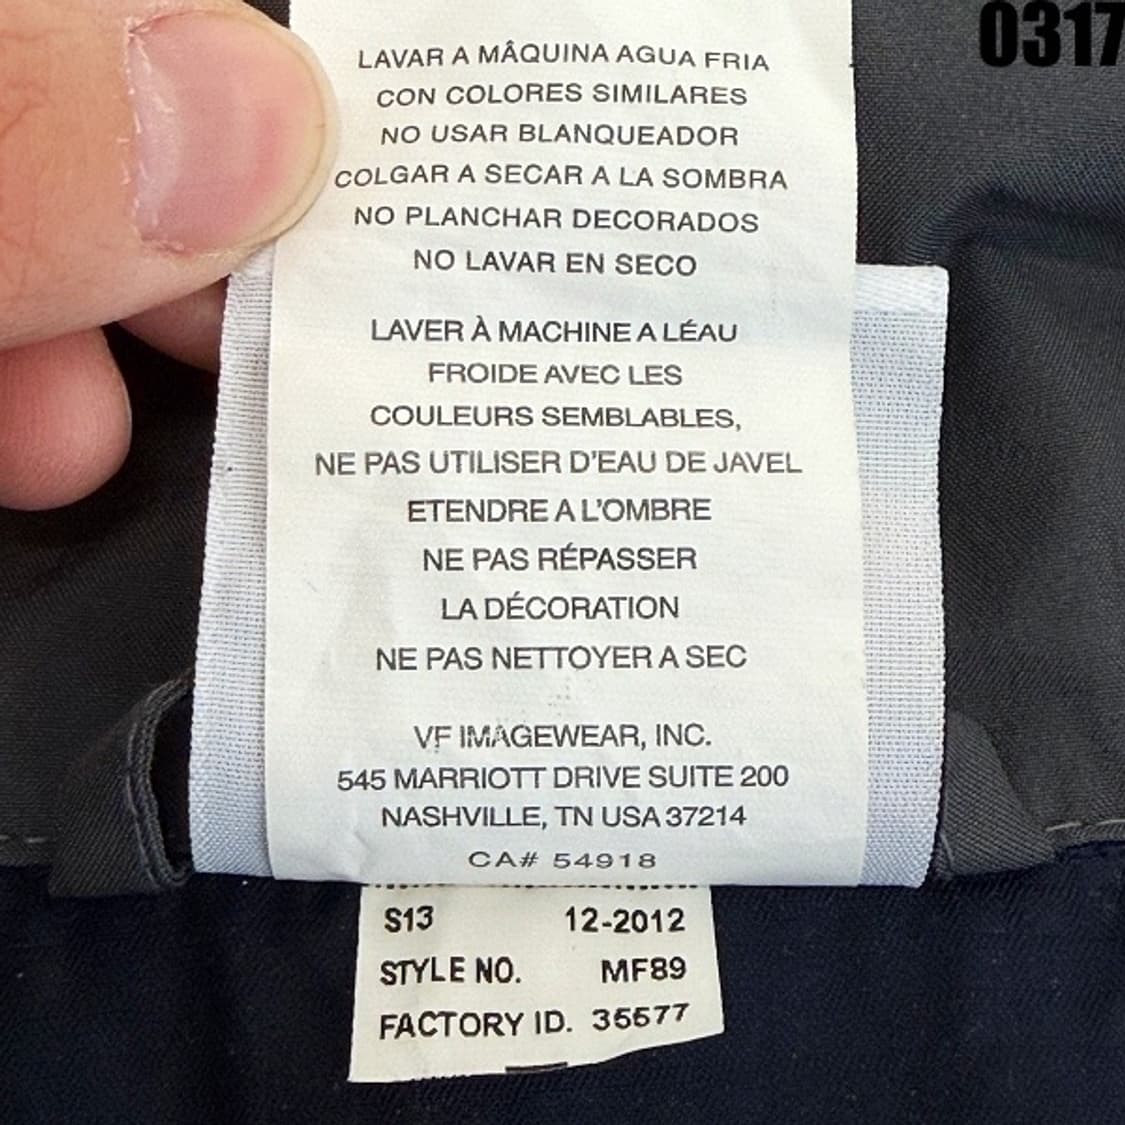 0317
LAVAR A MÂQUINA AGUA FRIA
CON COLORES SIMILARES
NO USAR BLANQUEADOR
COLGAR A SECAR A LA SOMBRA
NO PLANCHAR DECORADOS
NO LAVAR EN SECO
LAVER À MACHINE A LÉAU
FROIDE AVEC LES
COULEURS SEMBLABLES,
NE PAS UTILISER D'EAU DE JAVEL
ETENDRE A L'OMBRE
NE PAS RÉPASSER
LA DÉCORATION
NE PAS NETTOYER A SEC
VF IMAGEWEAR, INC.
545 MARRIOTT DRIVE SUITE 200
NASHVILLE, TN USA 37214
CA# 54918
S13 12-2012
STYLE NO. MF89
FACTORY ID. 35577